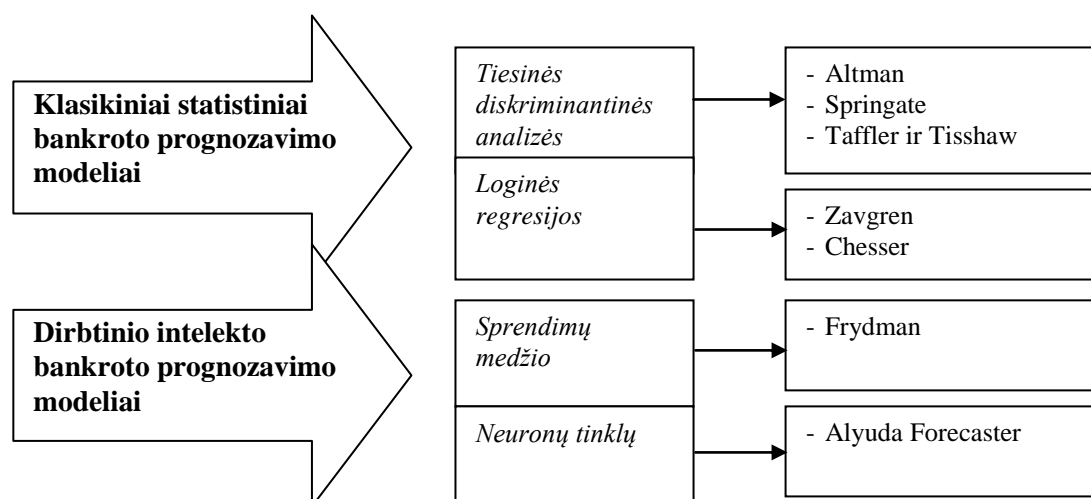 Klasikiniai statistiniai
bankroto prognozavimo
modeliai
Tiesinės
diskriminantinės
analizės
- Altman
- Springate
- Taffler ir Tisshaw
Loginės
regresijos
- Zavgren
- Chesser
Dirbtinio intelekto
bankroto prognozavimo
modeliai
Sprendimų
medžio
- Frydman
Neuronų tinklų
- Alyuda Forecaster